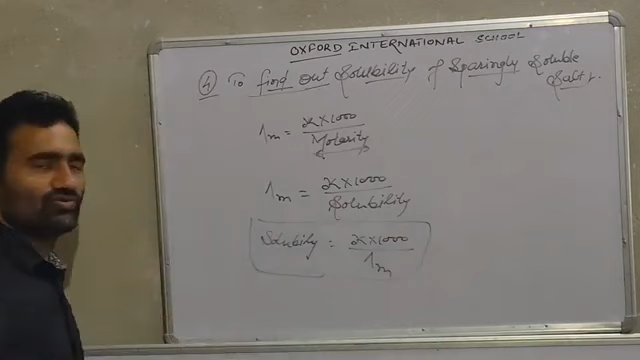 OXFORD INTERNATIONAL SCHOOL
④ To find out Solubility of Sparingly Soluble Salt.
Λm = K×1000 / Molarity
Λm = K×1000 / Solubility
Solubility = K×1000 / Λm